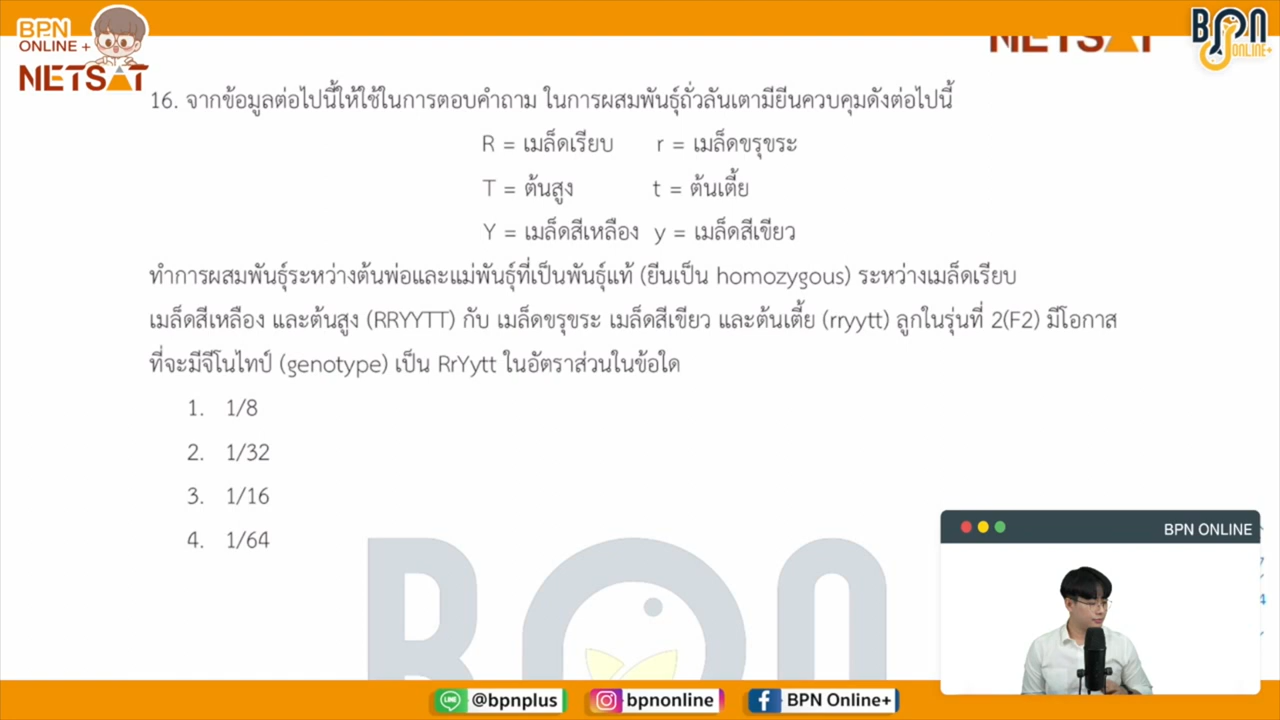 BPN
ONLINE +
NETSAT
NETSAT
BPN
ONLINE+
16. จากข้อมูลต่อไปนี้ให้ใช้ในการตอบคำถาม ในการผสมพันธุ์ถั่วลันเตามียีนควบคุมดังต่อไปนี้
R = เมล็ดเรียบ r = เมล็ดขรุขระ
T = ต้นสูง t = ต้นเตี้ย
Y = เมล็ดสีเหลือง y = เมล็ดสีเขียว
ทำการผสมพันธุ์ระหว่างต้นพ่อและแม่พันธุ์ที่เป็นพันธุ์แท้ (ยีนเป็น homozygous) ระหว่างเมล็ดเรียบ
เมล็ดสีเหลือง และต้นสูง (RRYYTT) กับ เมล็ดขรุขระ เมล็ดสีเขียว และต้นเตี้ย (rryytt) ลูกในรุ่นที่ 2(F2) มีโอกาส
ที่จะมีจีโนไทป์ (genotype) เป็น RrYytt ในอัตราส่วนในข้อใด
1. 1/8
2. 1/32
3. 1/16
4. 1/64
BPN
BPN ONLINE
@bpnplus bpnonline BPN Online+